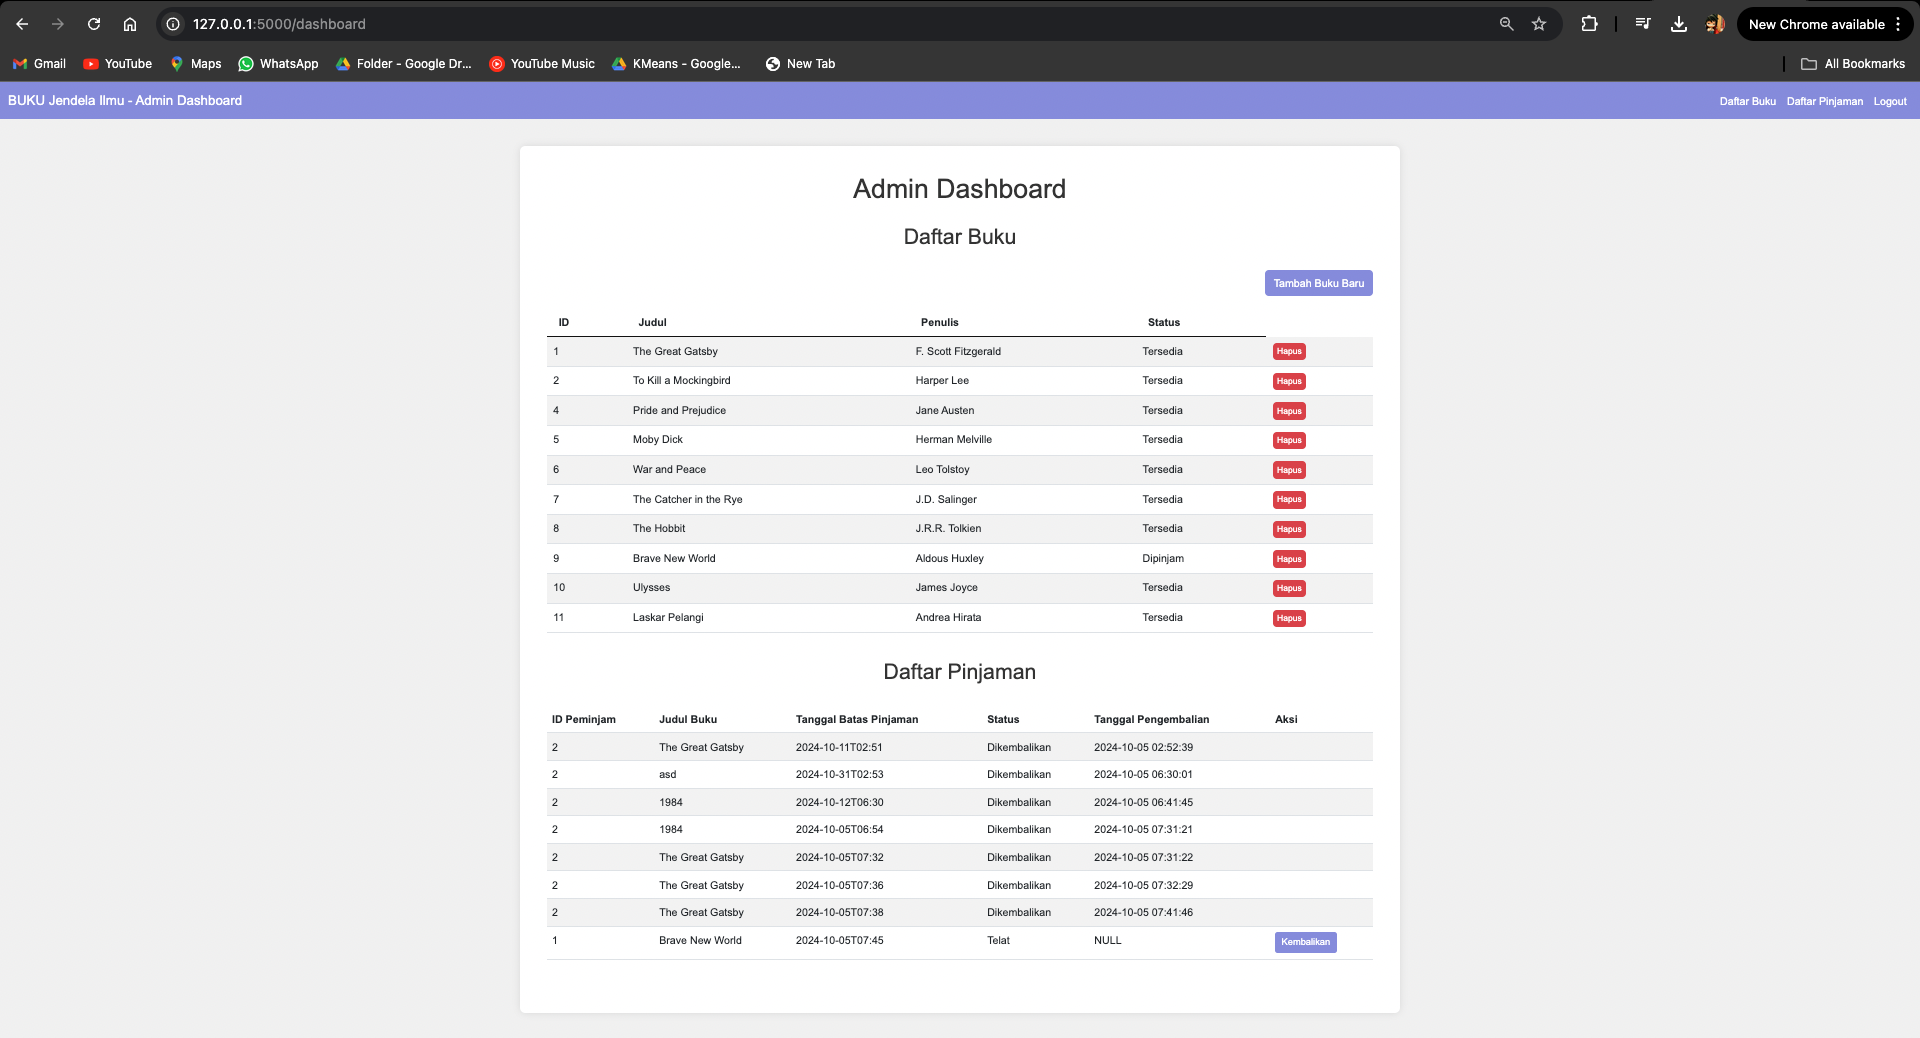 127.0.0.1:5000/dashboard
New Chrome available
Gmail YouTube Maps WhatsApp Folder - Google Dr... YouTube Music KMeans - Google... New Tab All Bookmarks
BUKU Jendela Ilmu - Admin Dashboard Daftar Buku Daftar Pinjaman Logout
Admin Dashboard
Daftar Buku
Tambah Buku Baru
ID Judul Penulis Status
1 The Great Gatsby F. Scott Fitzgerald Tersedia Hapus
2 To Kill a Mockingbird Harper Lee Tersedia Hapus
4 Pride and Prejudice Jane Austen Tersedia Hapus
5 Moby Dick Herman Melville Tersedia Hapus
6 War and Peace Leo Tolstoy Tersedia Hapus
7 The Catcher in the Rye J.D. Salinger Tersedia Hapus
8 The Hobbit J.R.R. Tolkien Tersedia Hapus
9 Brave New World Aldous Huxley Dipinjam Hapus
10 Ulysses James Joyce Tersedia Hapus
11 Laskar Pelangi Andrea Hirata Tersedia Hapus
Daftar Pinjaman
ID Peminjam Judul Buku Tanggal Batas Pinjaman Status Tanggal Pengembalian Aksi
2 The Great Gatsby 2024-10-11T02:51 Dikembalikan 2024-10-05 02:52:39
2 asd 2024-10-31T02:53 Dikembalikan 2024-10-05 06:30:01
2 1984 2024-10-12T06:30 Dikembalikan 2024-10-05 06:41:45
2 1984 2024-10-05T06:54 Dikembalikan 2024-10-05 07:31:21
2 The Great Gatsby 2024-10-05T07:32 Dikembalikan 2024-10-05 07:31:22
2 The Great Gatsby 2024-10-05T07:36 Dikembalikan 2024-10-05 07:32:29
2 The Great Gatsby 2024-10-05T07:38 Dikembalikan 2024-10-05 07:41:46
1 Brave New World 2024-10-05T07:45 Telat NULL Kembalikan